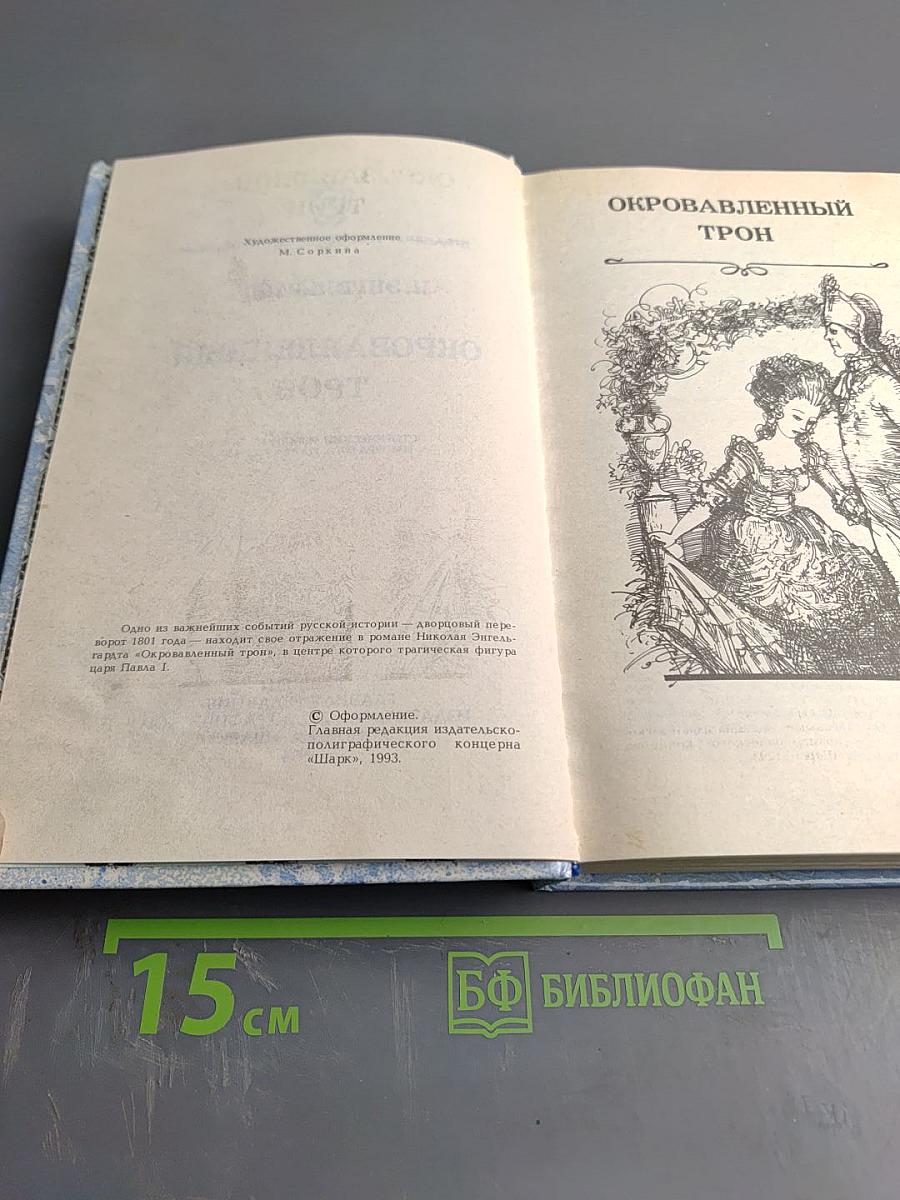 Художественное оформление
М. Соркина
Одно из важнейших событий русской истории — дворцовый пере-
ворот 1801 года — находит свое отражение в романе Николая Энгель-
гардта «Окровавленный трон», в центре которого трагическая фигура
царя Павла I.
© Оформление.
Главная редакция издательско-
полиграфического концерна
«Шарк», 1993.
ОКРОВАВЛЕННЫЙ
ТРОН
15 см
БФ БИБЛИОФАН